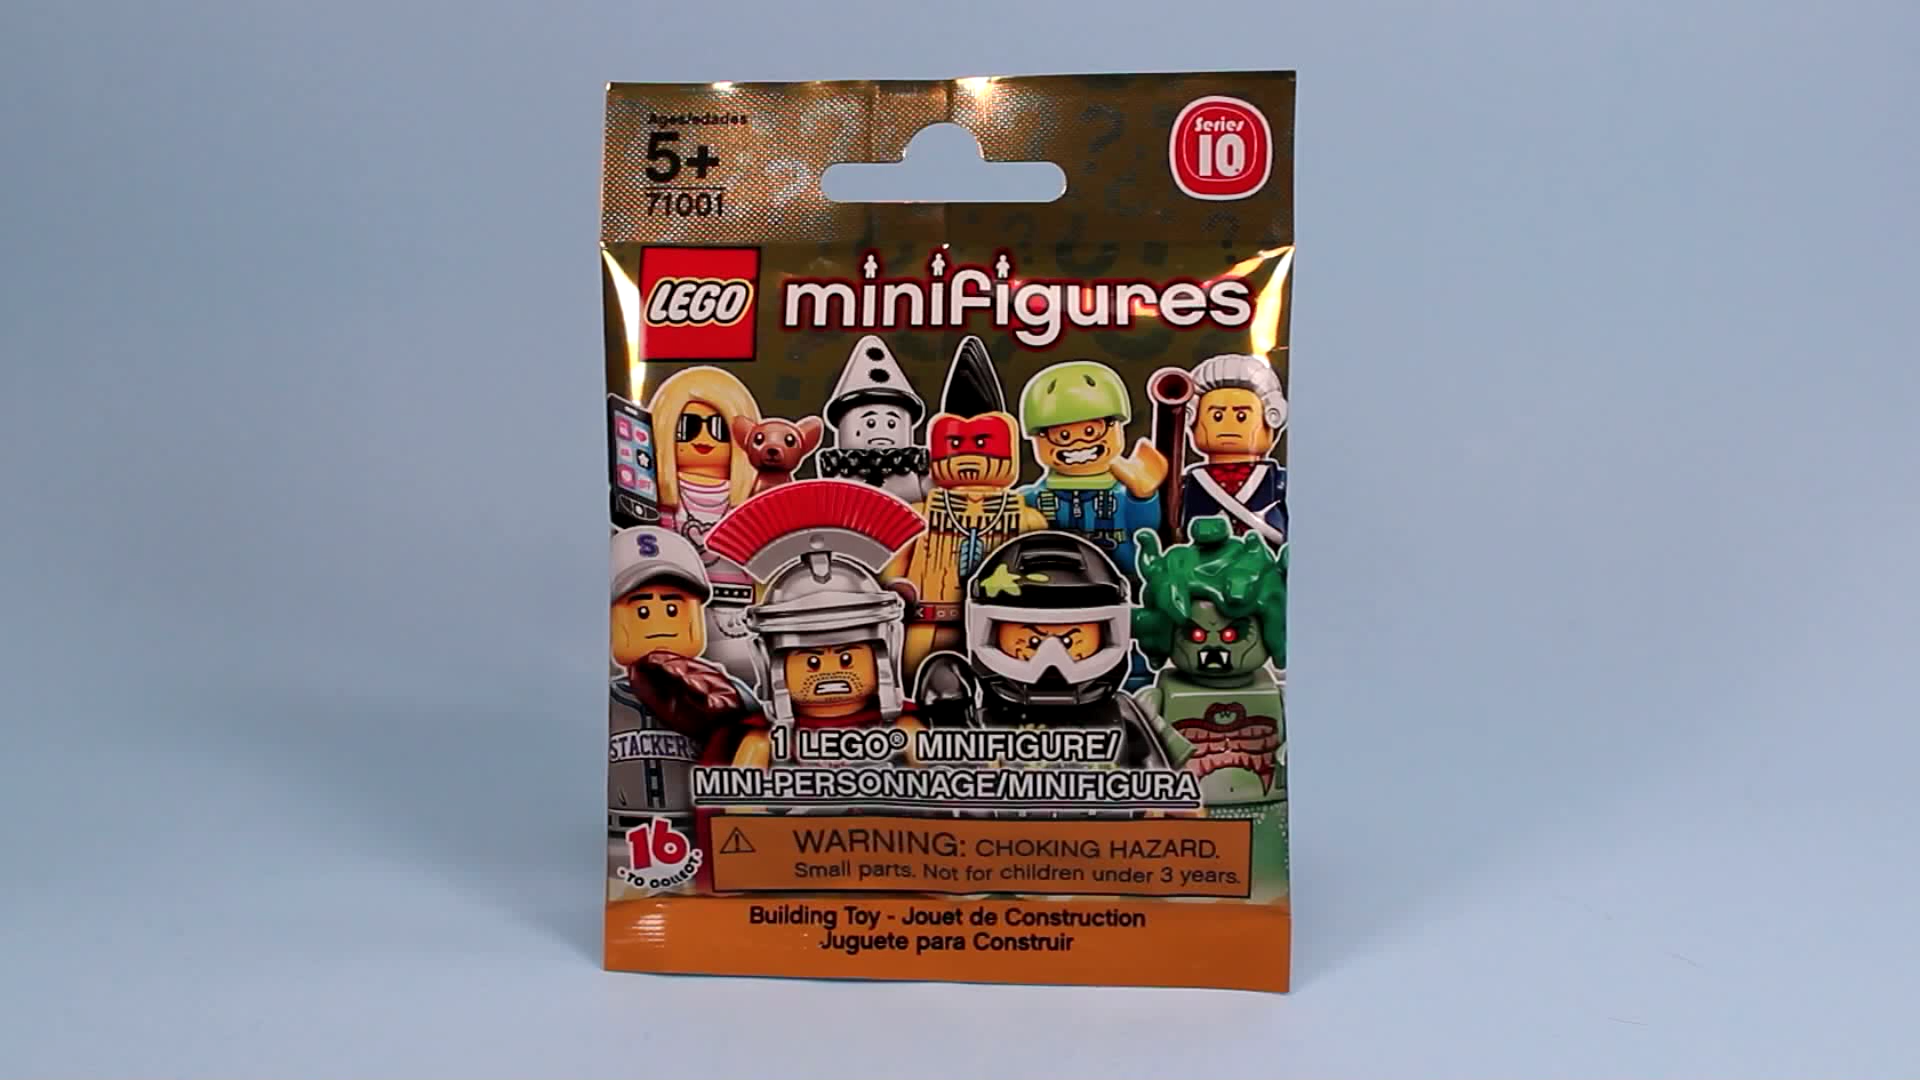 Ages/edades
5+
71001
Series
10
LEGO
minifigures
S
STACKERS
1 LEGO® MINIFIGURE/
MINI-PERSONNAGE/MINIFIGURA
16
TO COLLECT
WARNING: CHOKING HAZARD.
Small parts. Not for children under 3 years.
Building Toy - Jouet de Construction
Juguete para Construir